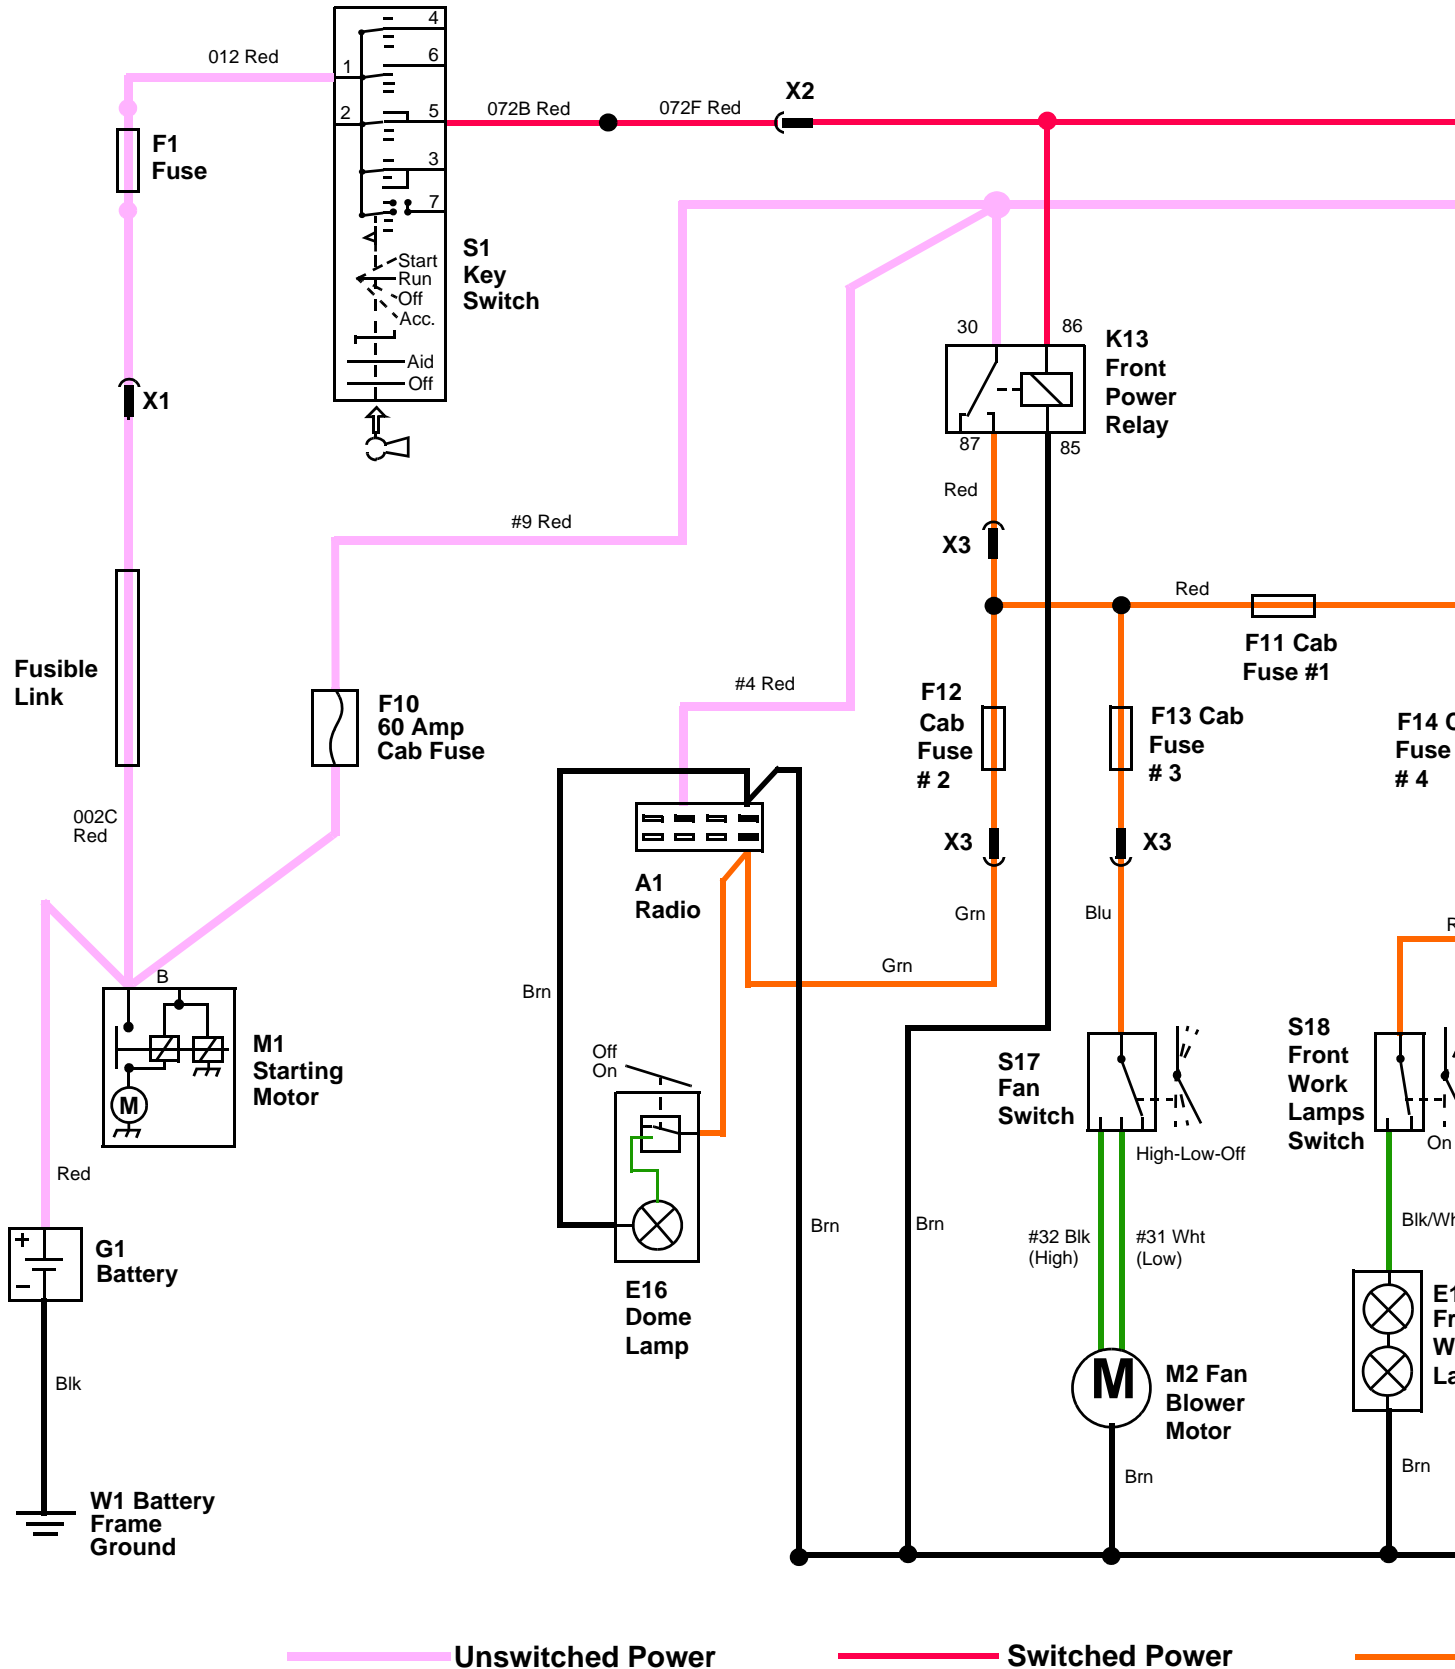 012 Red
F1
Fuse
1
2
4
6
5
3
7
Start
Run
Off
Acc.
Aid
Off
S1
Key
Switch
072B Red
072F Red
X2
X1
30
86
87
85
K13
Front
Power
Relay
Red
X3
#9 Red
Red
F11 Cab
Fuse #1
Fusible
Link
F10
60 Amp
Cab Fuse
#4 Red
F12
Cab
Fuse
# 2
F13 Cab
Fuse
# 3
F14 C
Fuse
# 4
002C
Red
X3
X3
A1
Radio
Grn
Blu
Grn
Brn
B
M
M1
Starting
Motor
Off
On
S17
Fan
Switch
High-Low-Off
S18
Front
Work
Lamps
Switch
On
Red
+
−
G1
Battery
Brn
Brn
#32 Blk
(High)
#31 Wht
(Low)
Blk/Wh
E16
Dome
Lamp
E1
Fr
W
La
Blk
M
M2 Fan
Blower
Motor
Brn
Brn
W1 Battery
Frame
Ground
Unswitched Power
Switched Power